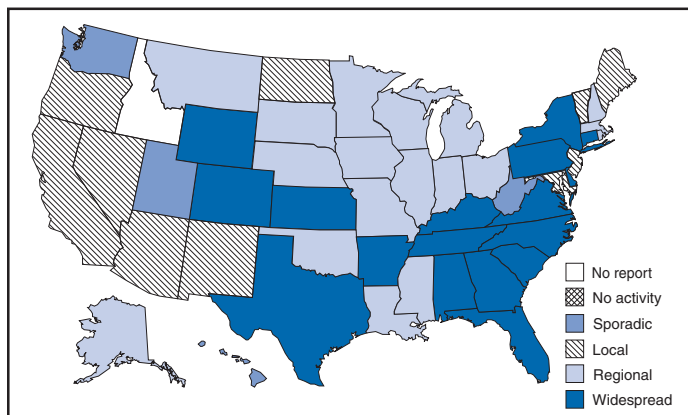 No report
No activity
Sporadic
Local
Regional
Widespread